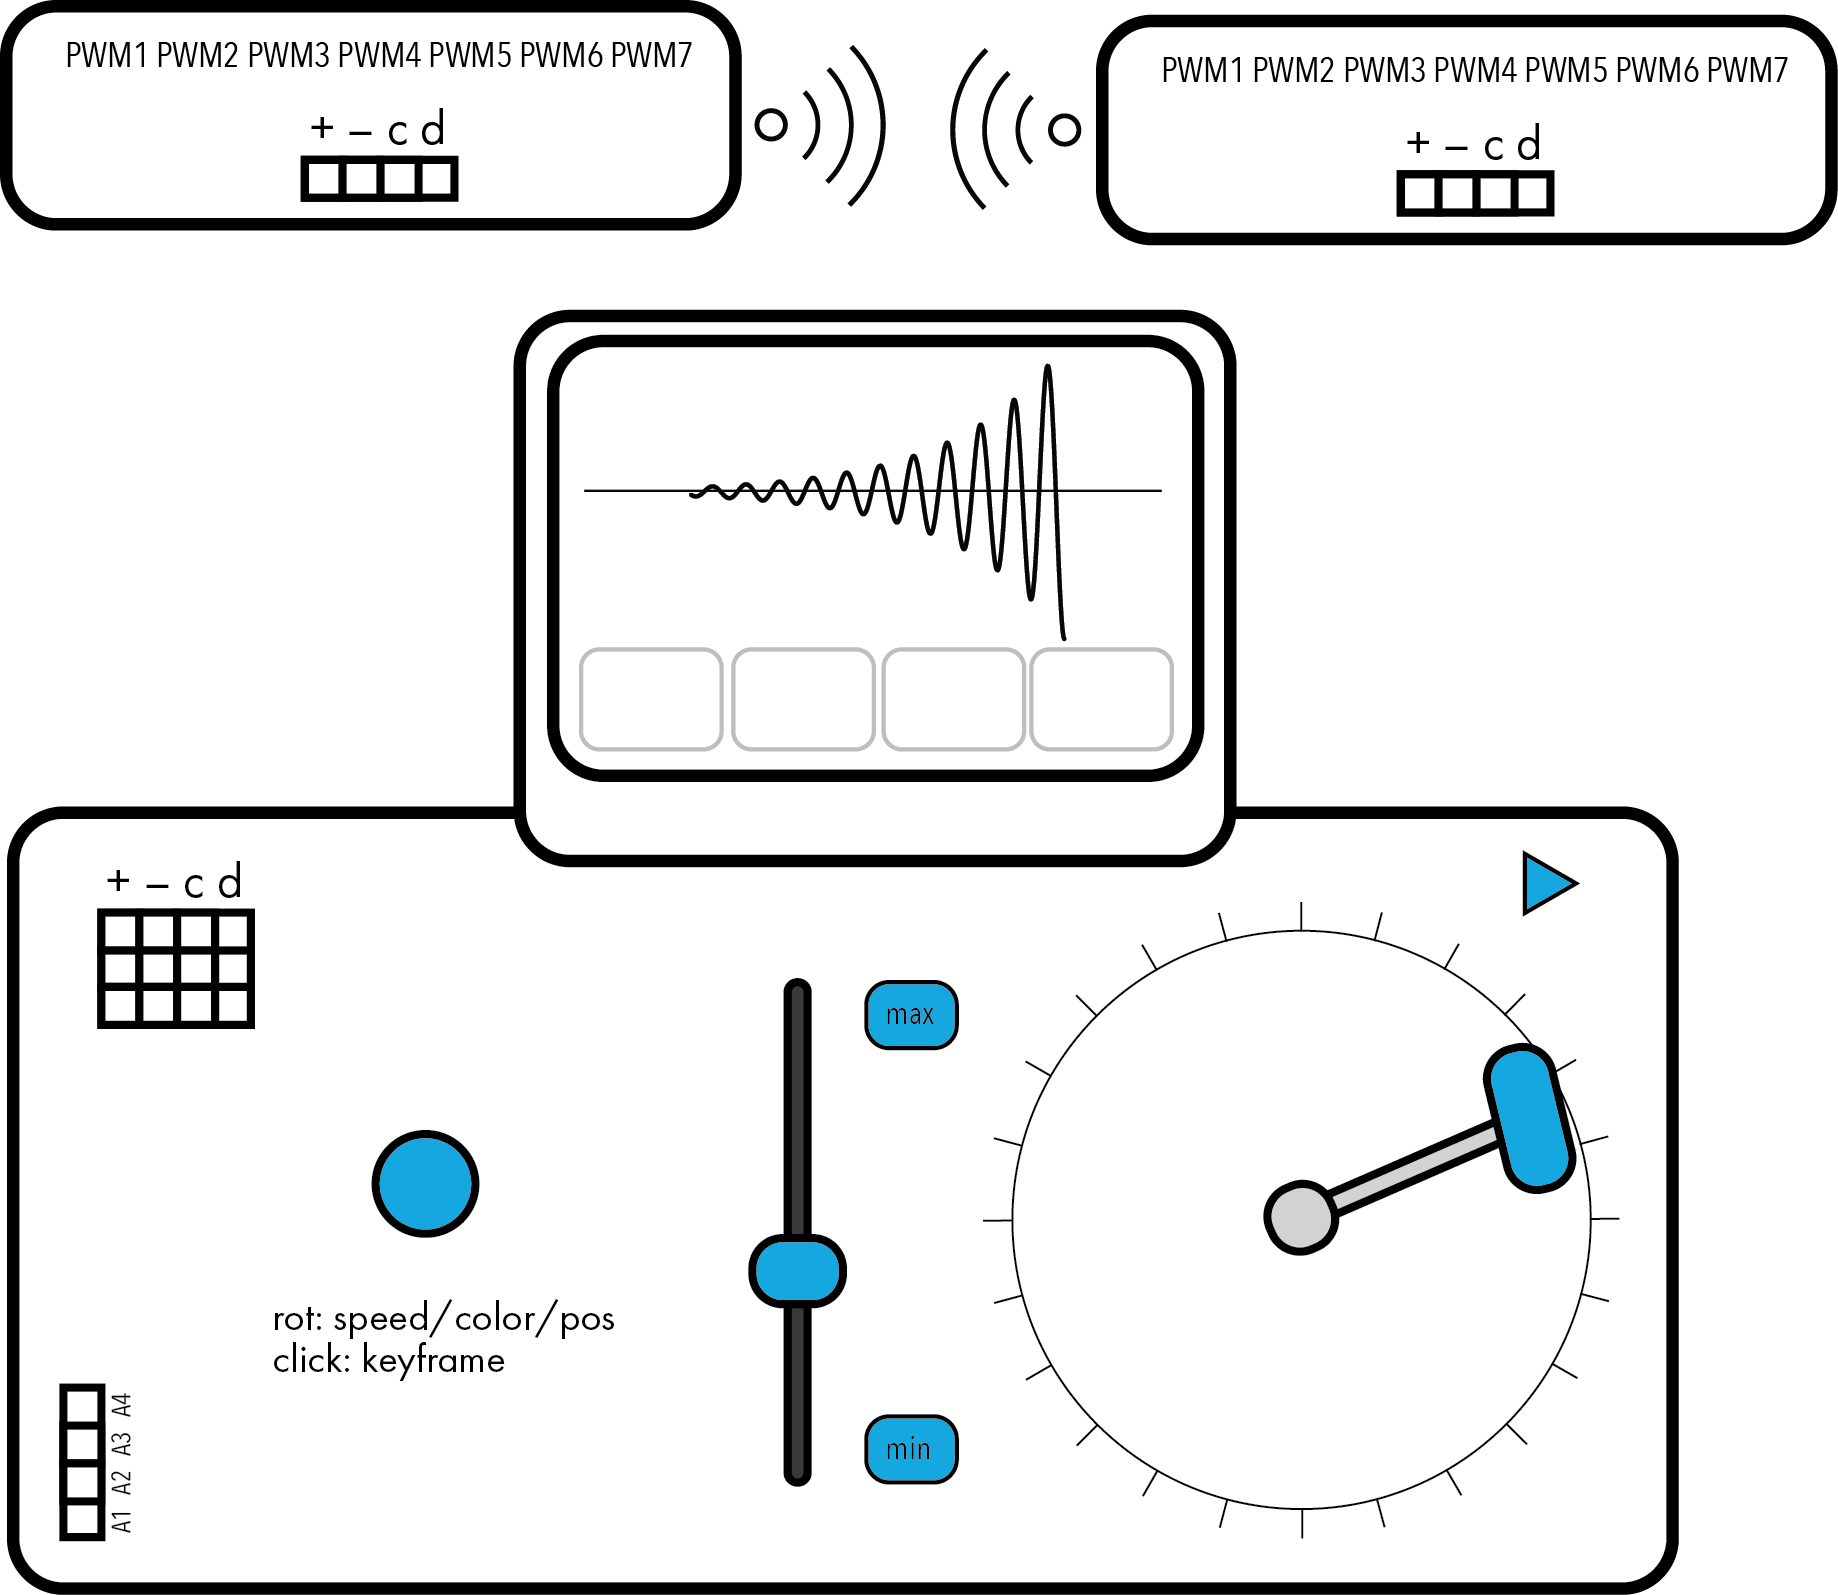 PWM1 PWM2 PWM3 PWM4 PWM5 PWM6 PWM7
+ – c d
PWM1 PWM2 PWM3 PWM4 PWM5 PWM6 PWM7
+ – c d
+ – c d
max
rot: speed/color/pos
click: keyframe
min
A1 A2 A3 A4